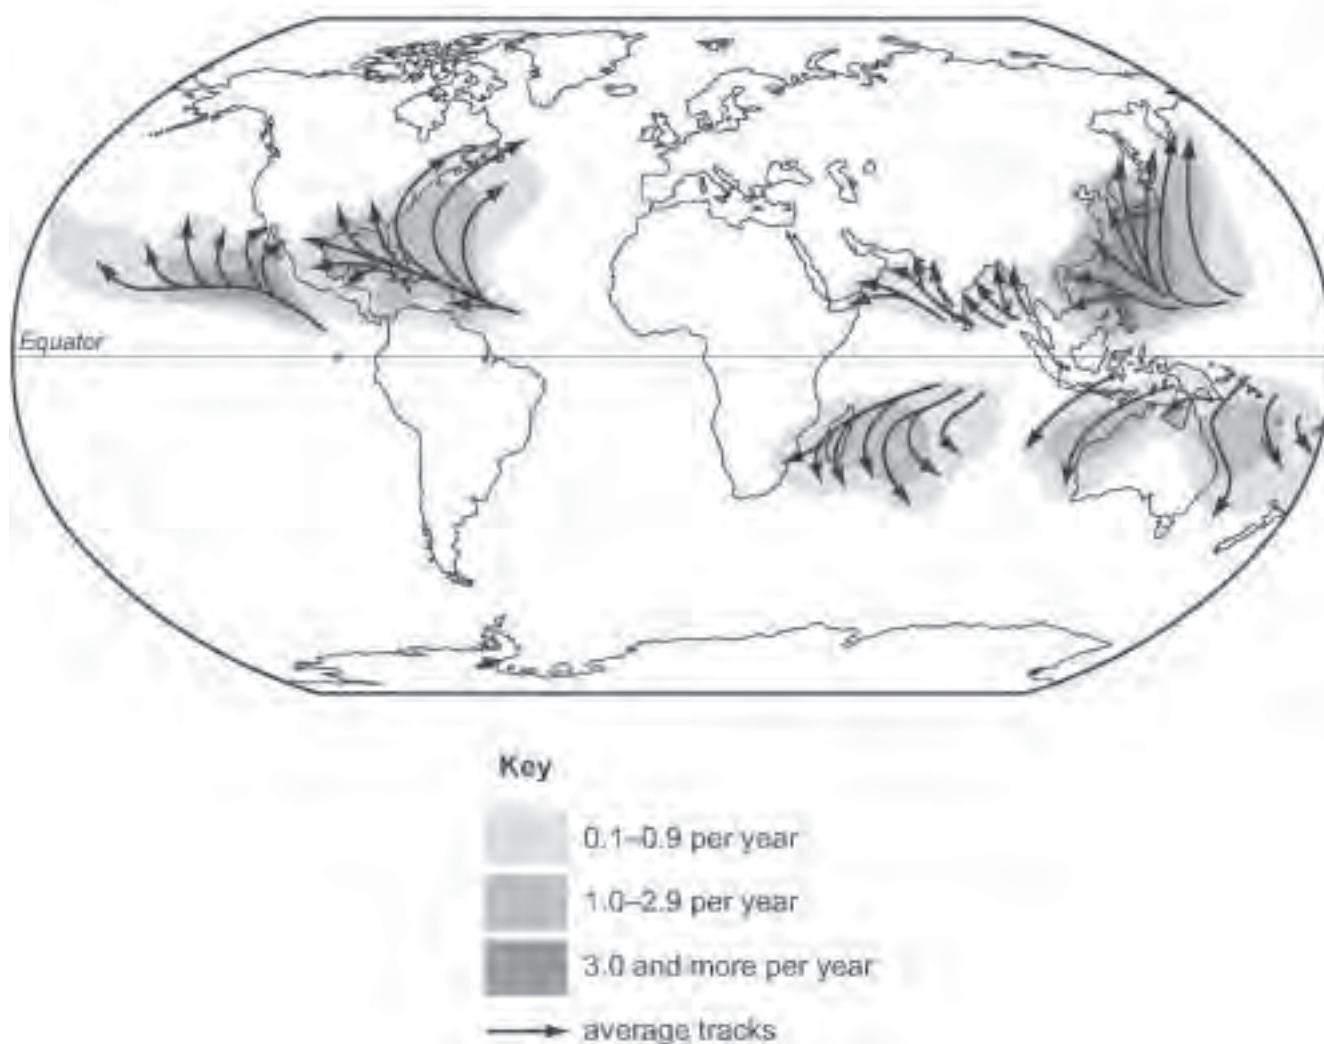 Equator
Key
0.1–0.9 per year
1.0–2.9 per year
3.0 and more per year
average tracks